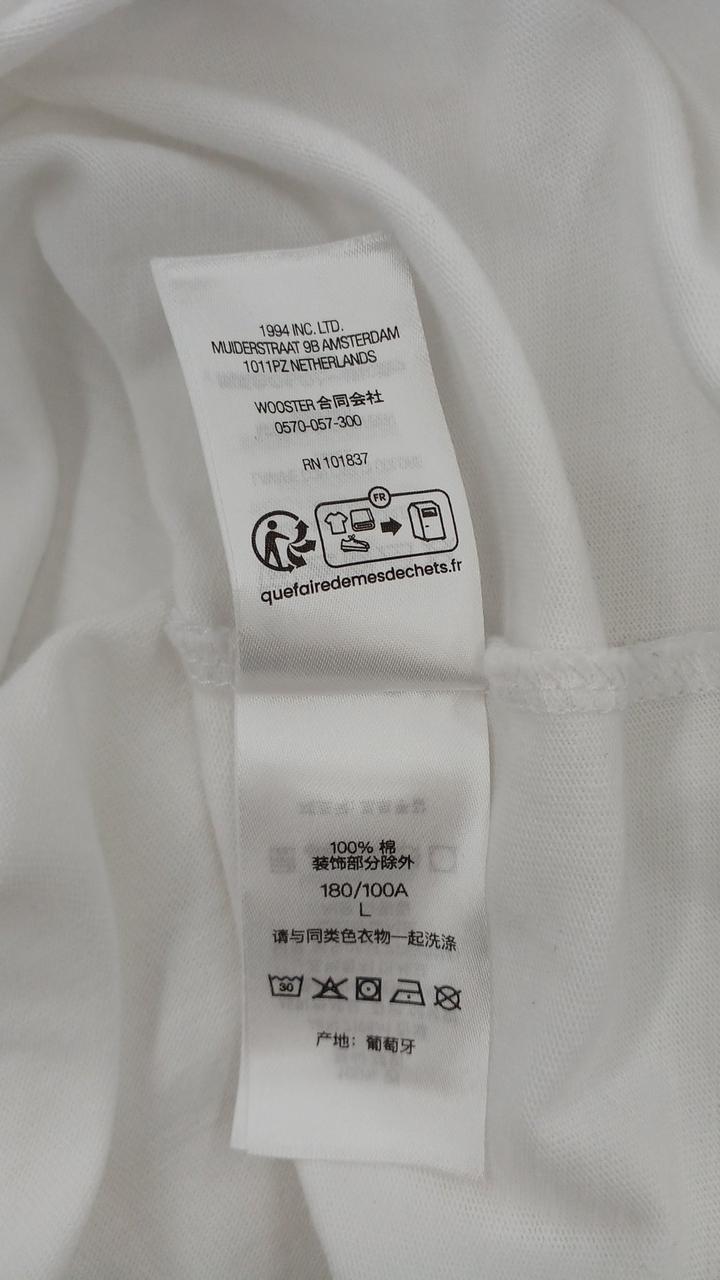 1994 INC. LTD.
MUIDERSTRAAT 9B AMSTERDAM
1011PZ NETHERLANDS
WOOSTER 合同会社
0570-057-300
RN 101837
FR
quefairedemesdechets.fr
100% 棉
装饰部分除外
180/100A
L
请与同类色衣物一起洗涤
30
产地：葡萄牙